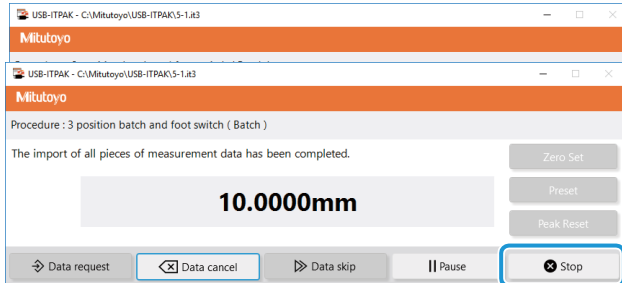 USB-ITPAK - C:\Mitutoyo\USB-ITPAK\5-1.it3
Mitutoyo
USB-ITPAK - C:\Mitutoyo\USB-ITPAK\5-1.it3
Mitutoyo
Procedure : 3 position batch and foot switch ( Batch )
The import of all pieces of measurement data has been completed.
Zero Set
10.0000mm
Preset
Peak Reset
Data request Data cancel Data skip Pause Stop